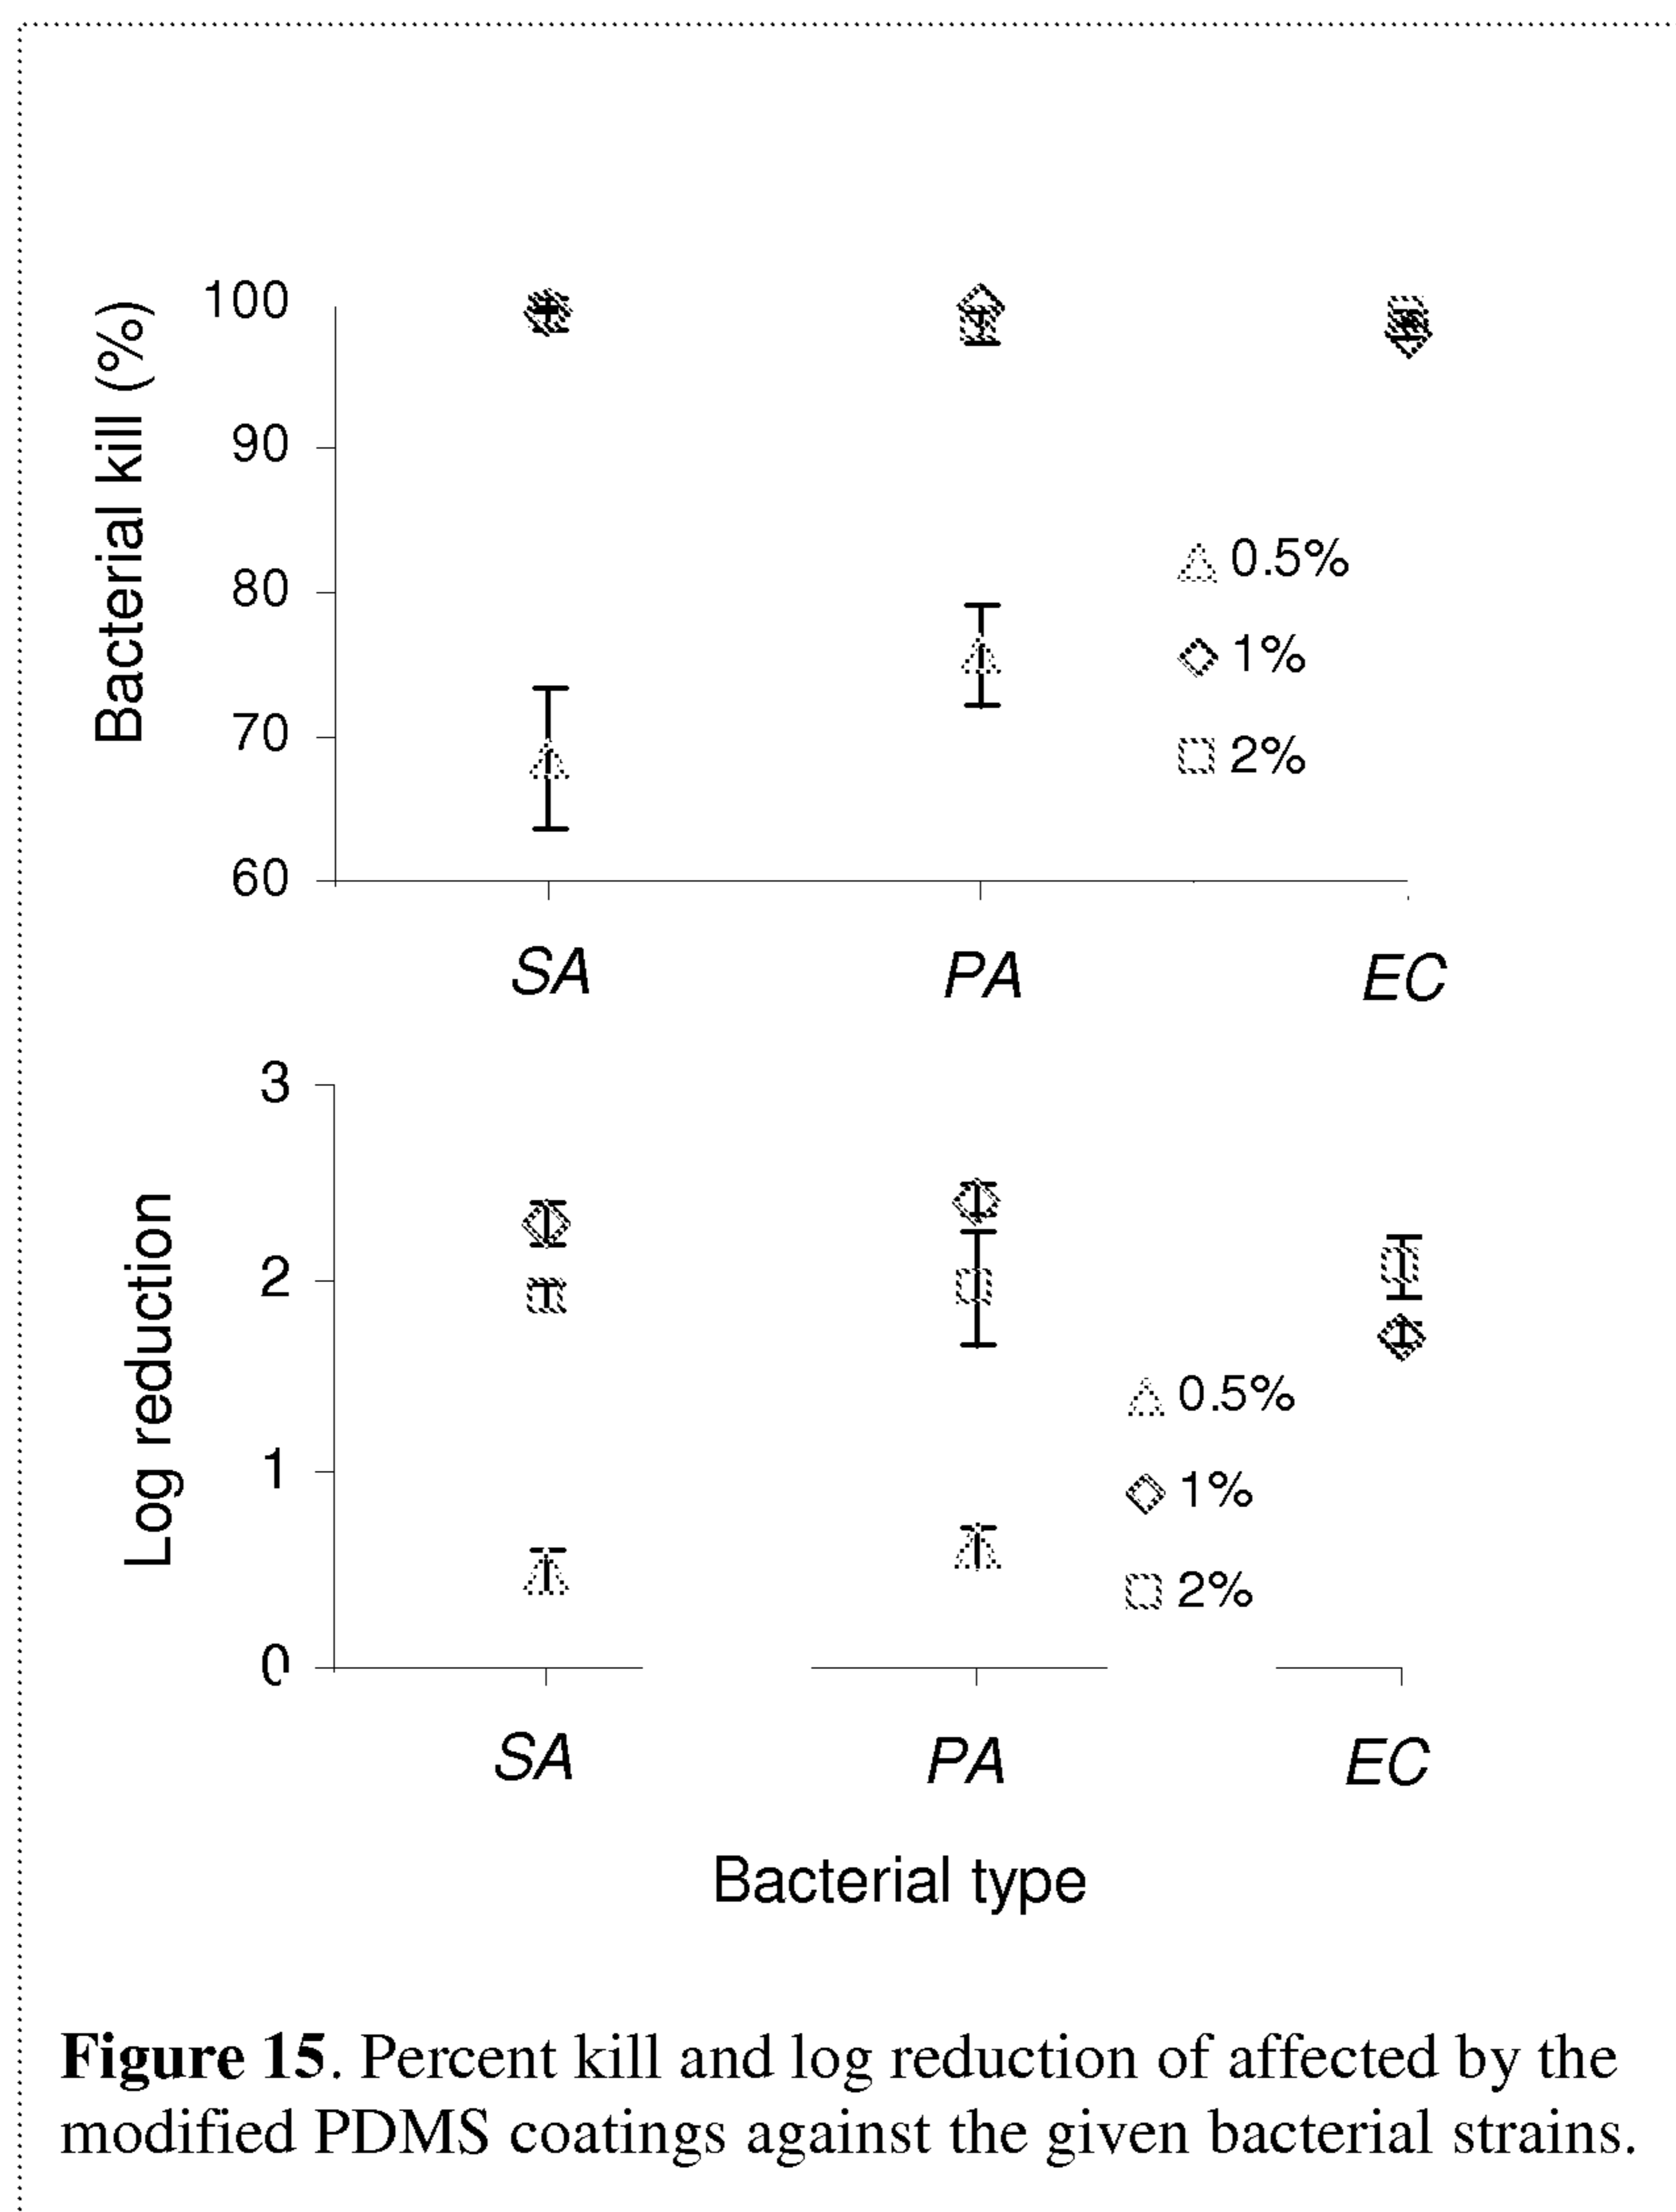 100
90
80
70
60
Bacterial kill (%)
0.5%
1%
2%
SA PA EC
3
2
1
0
Log reduction
0.5%
1%
2%
SA PA EC
Bacterial type
Figure 15. Percent kill and log reduction of affected by the
modified PDMS coatings against the given bacterial strains.